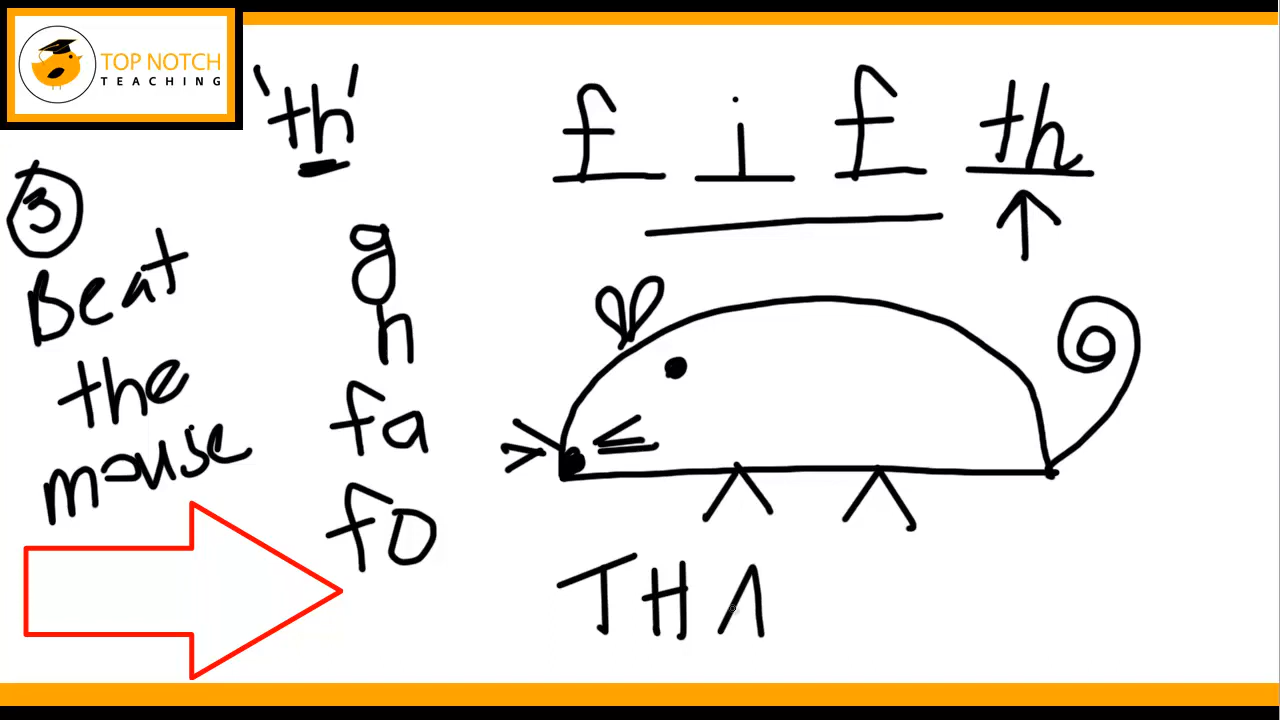 TOP NOTCH
TEACHING
'th'
f i f th
3
Beat
the
mouse
g
n
fa
fo
TH